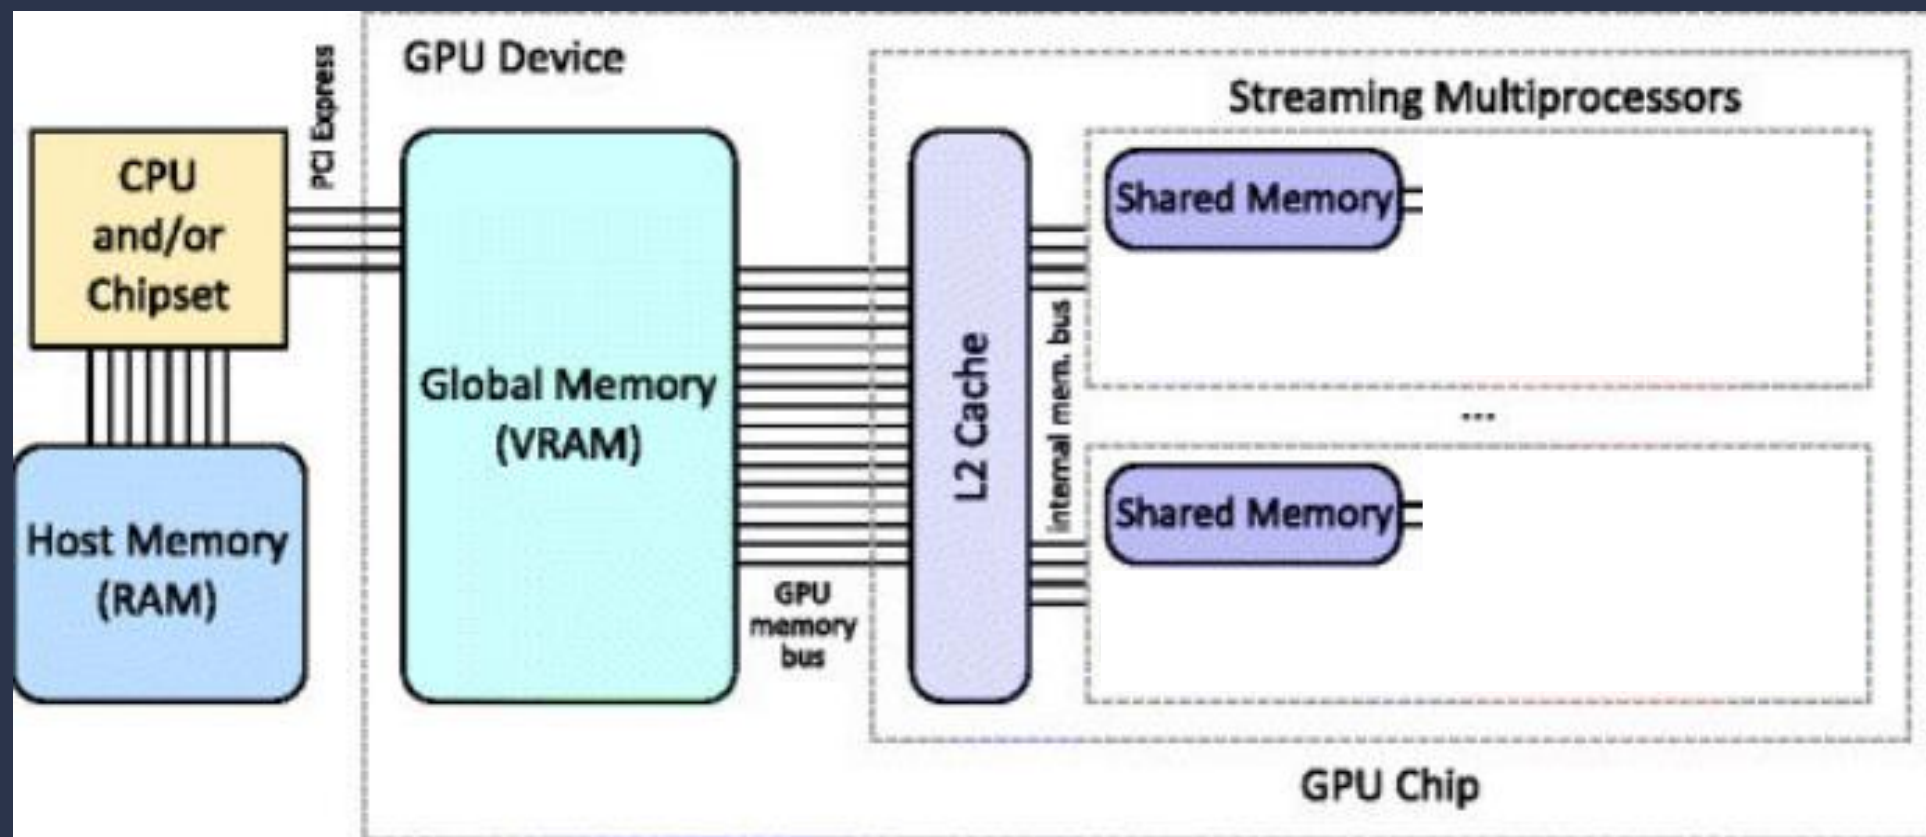 PCI Express
GPU Device
Streaming Multiprocessors
CPU
and/or
Chipset
Shared Memory
Global Memory
(VRAM)
L2 Cache
internal mem. bus
...
Host Memory
(RAM)
Shared Memory
GPU
memory
bus
GPU Chip